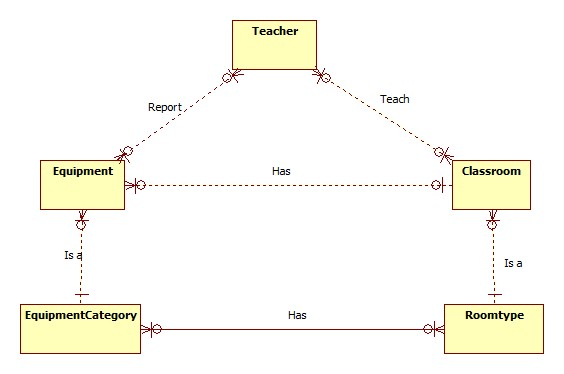 Teacher
Report
Teach
Equipment
Has
Classroom
Is a
Is a
EquipmentCategory
Has
Roomtype